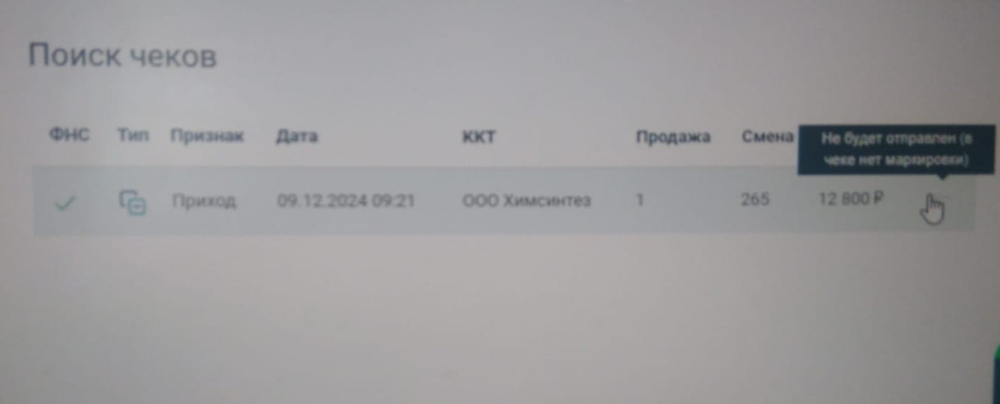 Поиск чеков
ФНС Тип Признак Дата ККТ Продажа Смена
Не будет отправлен (в
чеке нет маркировки)
Приход 09.12.2024 09:21 ООО Химсинтез 1 265 12 800 ₽